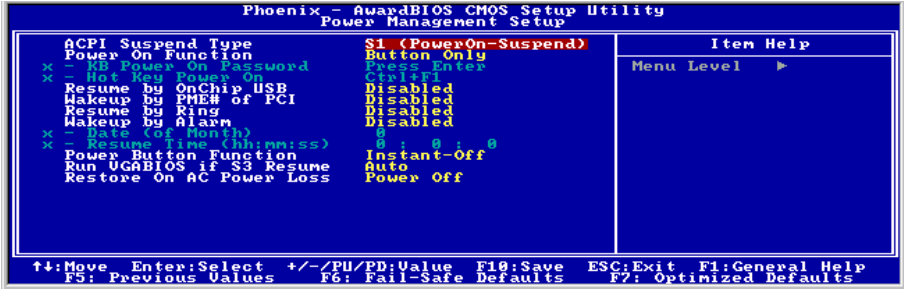 Phoenix - AwardBIOS CMOS Setup Utility
Power Management Setup
ACPI Suspend Type S1 (PowerOn-Suspend)
Power On Function Button Only
x - KB Power On Password Press Enter
x - Hot Key Power On Ctrl+F1
Resume by OnChip USB Disabled
Wakeup by PME# of PCI Disabled
Resume by Ring Disabled
Wakeup by Alarm Disabled
x - Date (of Month) 0
x - Resume Time (hh:mm:ss) 0 : 0 : 0
Power Button Function Instant-Off
Run VGABIOS if S3 Resume Auto
Restore On AC Power Loss Power Off
Item Help
Menu Level ►
↑↓:Move Enter:Select +/-/PU/PD:Value F10:Save ESC:Exit F1:General Help
F5: Previous Values F6: Fail-Safe Defaults F7: Optimized Defaults